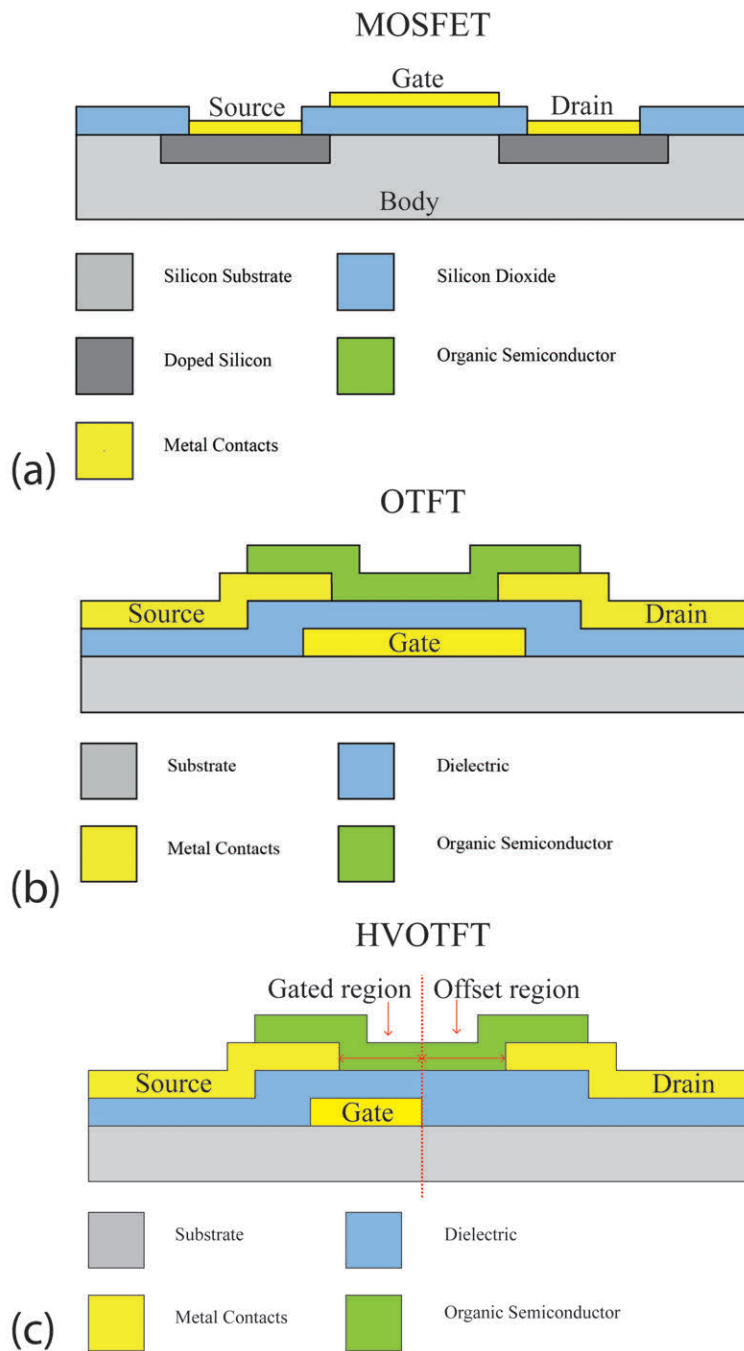 MOSFET
Gate
Source
Drain
Body
Silicon Substrate
Silicon Dioxide
Doped Silicon
Organic Semiconductor
Metal Contacts
(a)
OTFT
Source
Drain
Gate
Substrate
Dielectric
Metal Contacts
Organic Semiconductor
(b)
HVOTFT
Gated region
Offset region
Source
Drain
Gate
Substrate
Dielectric
Metal Contacts
Organic Semiconductor
(c)